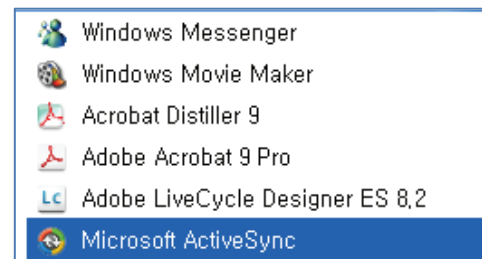 Windows Messenger
Windows Movie Maker
Acrobat Distiller 9
Adobe Acrobat 9 Pro
Lc Adobe LiveCycle Designer ES 8,2
Microsoft ActiveSync